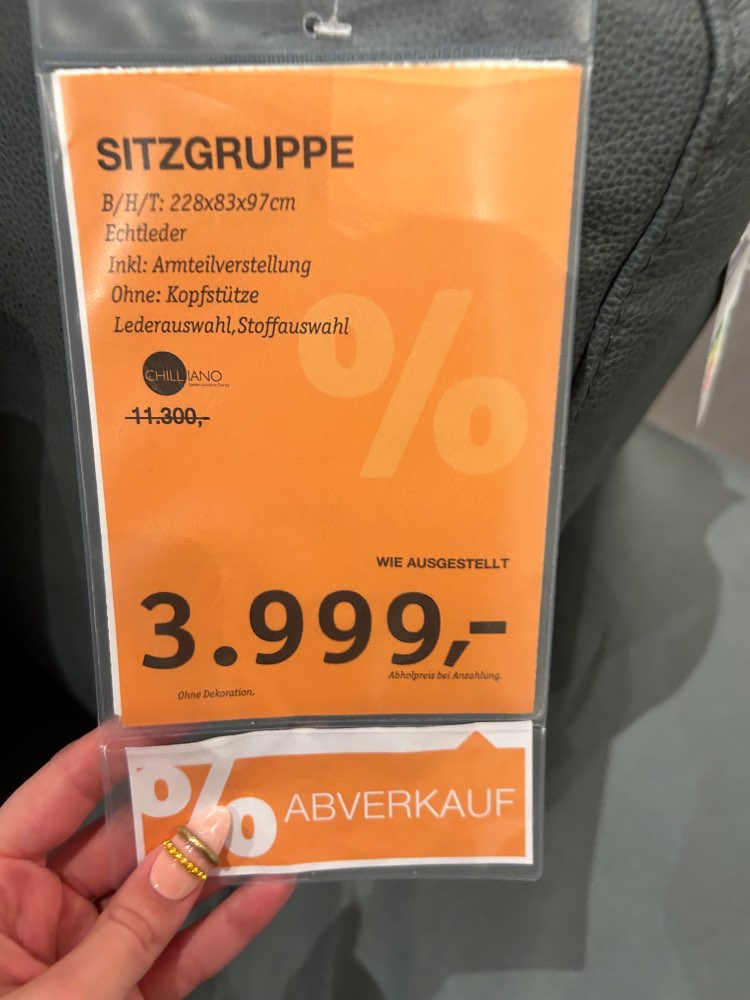 SITZGRUPPE
B/H/T: 228x83x97cm
Echtleder
Inkl: Armteilverstellung
Ohne: Kopfstütze
Lederauswahl,Stoffauswahl
CHILLIANO
11.300,-
%
WIE AUSGESTELLT
3.999,-
Abholpreis bei Anzahlung.
Ohne Dekoration.
% ABVERKAUF